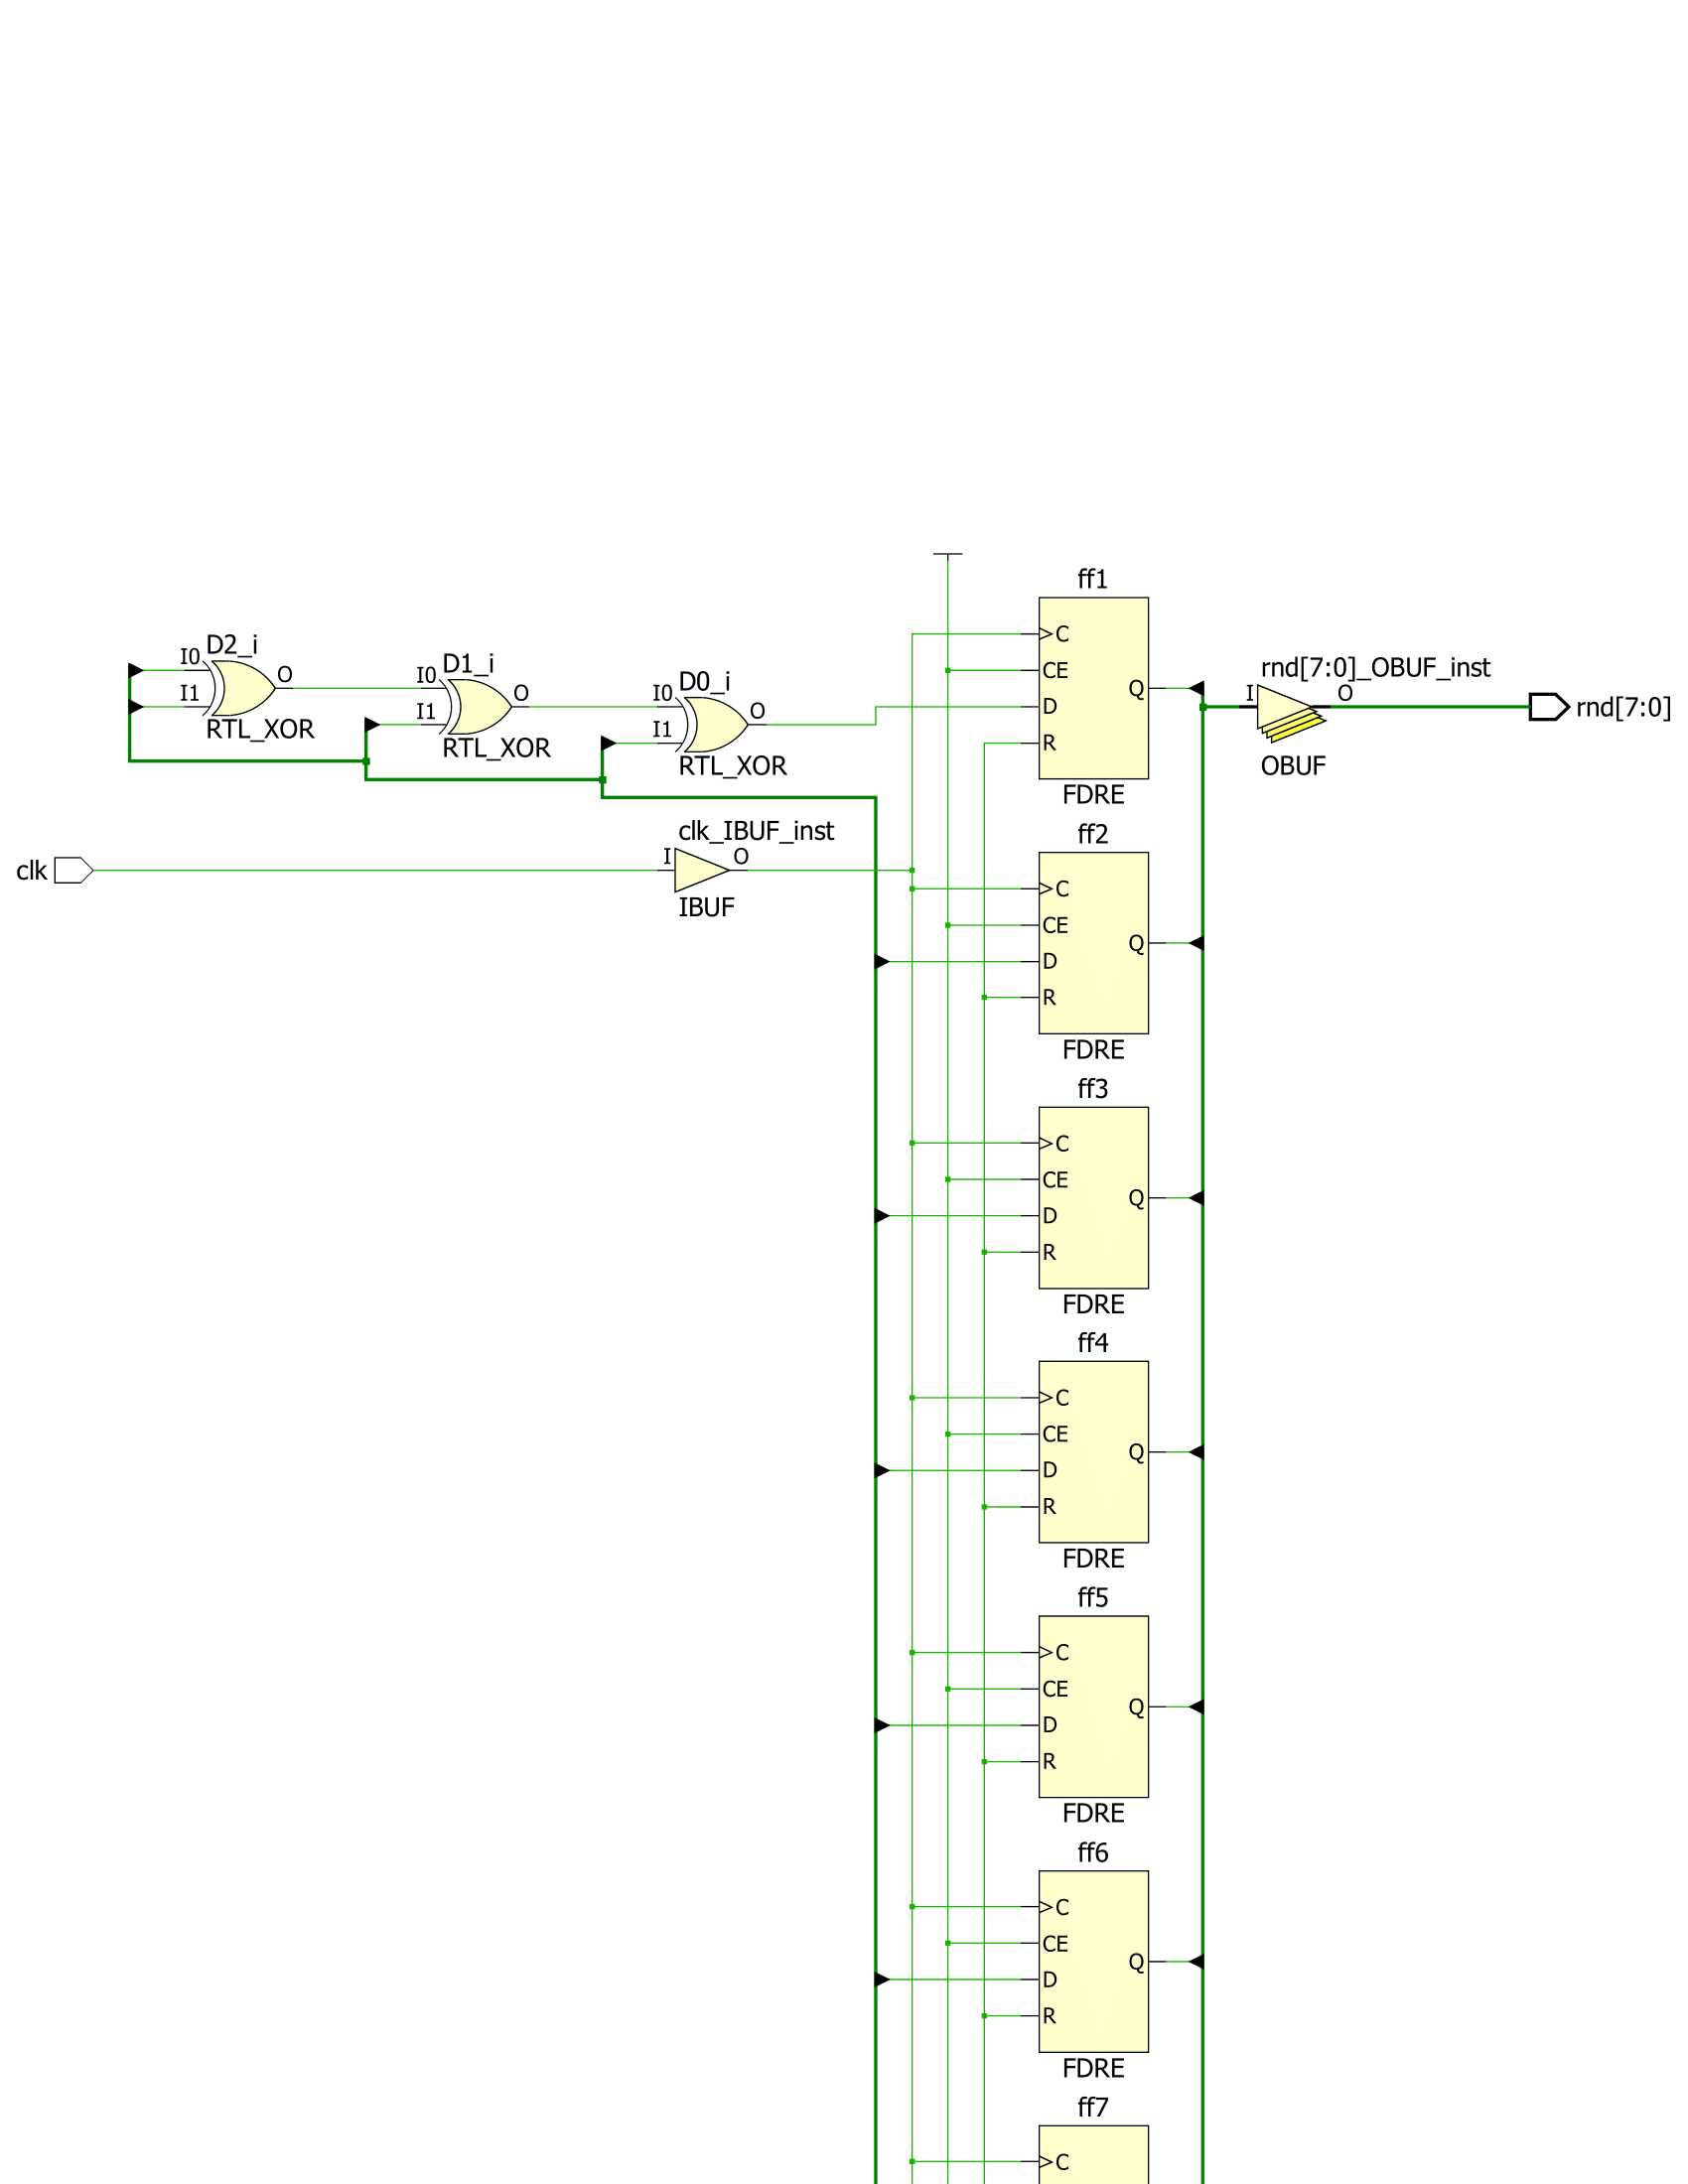 D2_i
I0
I1
O
RTL_XOR
D1_i
I0
I1
O
RTL_XOR
D0_i
I0
I1
O
RTL_XOR
clk
clk_IBUF_inst
I
O
IBUF
ff1
C
CE
D
R
Q
FDRE
rnd[7:0]_OBUF_inst
I
O
OBUF
rnd[7:0]
ff2
C
CE
D
R
Q
FDRE
ff3
C
CE
D
R
Q
FDRE
ff4
C
CE
D
R
Q
FDRE
ff5
C
CE
D
R
Q
FDRE
ff6
C
CE
D
R
Q
FDRE
ff7
C